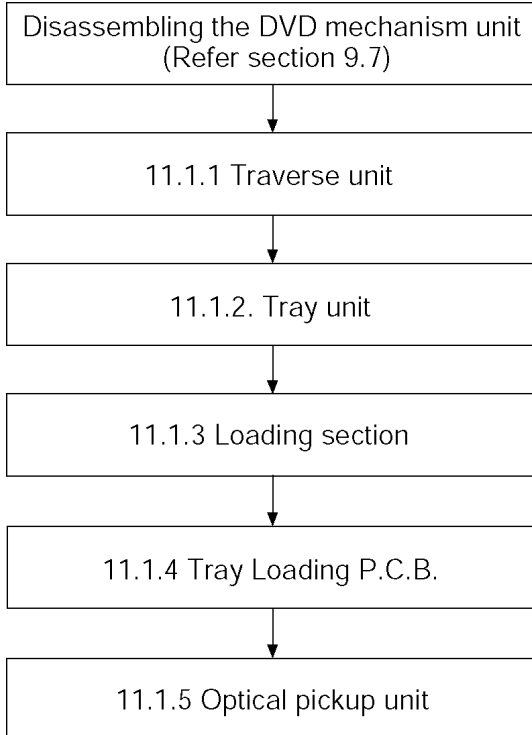 Disassembling the DVD mechanism unit
(Refer section 9.7)
11.1.1 Traverse unit
11.1.2. Tray unit
11.1.3 Loading section
11.1.4 Tray Loading P.C.B.
11.1.5 Optical pickup unit